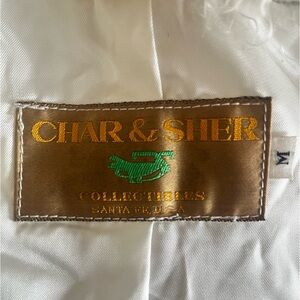 CHAR & SHER
COLLECTIBLES
SANTA FE, U.S.A.
M